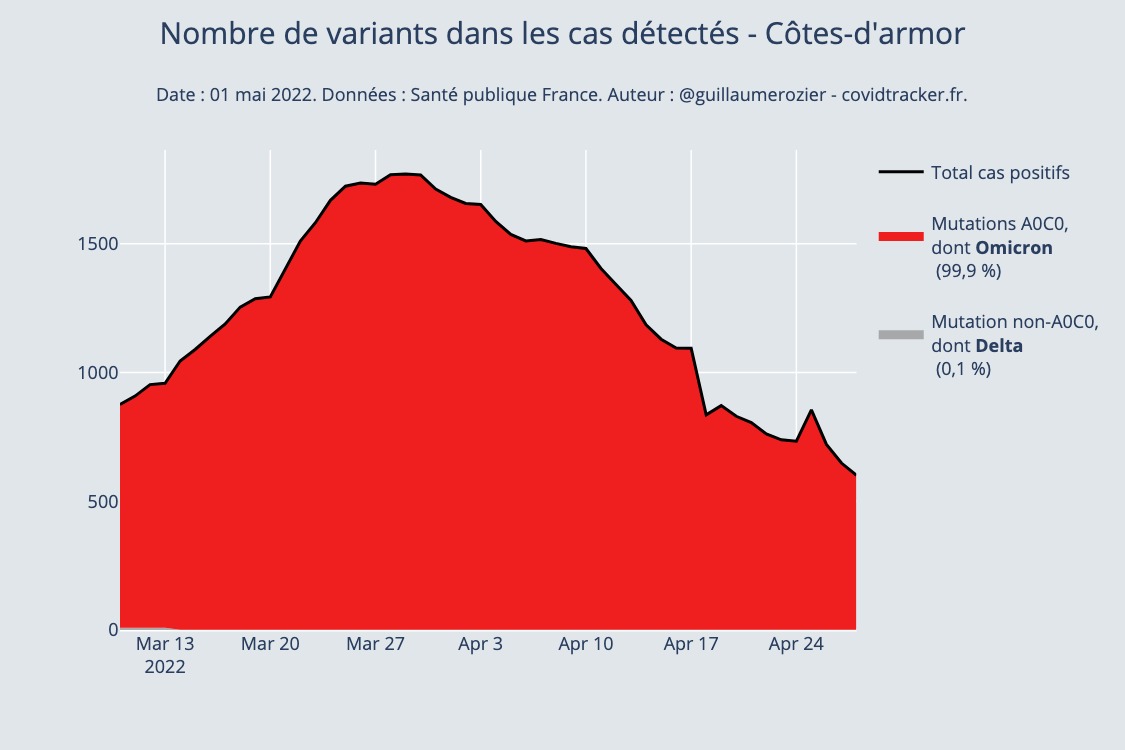 Nombre de variants dans les cas détectés - Côtes-d'armor
Date : 01 mai 2022. Données : Santé publique France. Auteur : @guillaumerozier - covidtracker.fr.
Total cas positifs
Mutations A0C0,
dont Omicron
(99,9 %)
Mutation non-A0C0,
dont Delta
(0,1 %)
1500
1000
500
0
Mar 13
2022
Mar 20
Mar 27
Apr 3
Apr 10
Apr 17
Apr 24